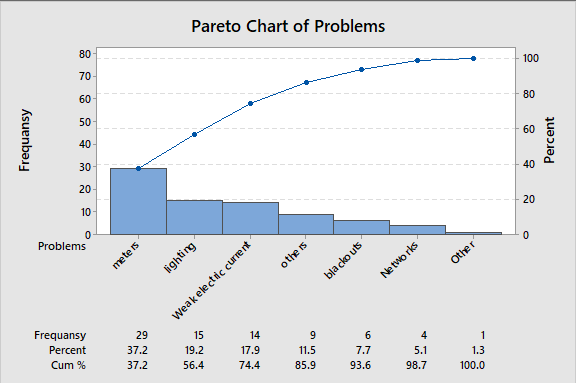 Pareto Chart of Problems
80
70
60
50
40
30
20
10
0
100
80
60
40
20
0
Frequansy
Percent
Problems
meters
lighting
Weak electric current
others
blackouts
Networks
Other
Frequansy 29 15 14 9 6 4 1
Percent 37.2 19.2 17.9 11.5 7.7 5.1 1.3
Cum % 37.2 56.4 74.4 85.9 93.6 98.7 100.0